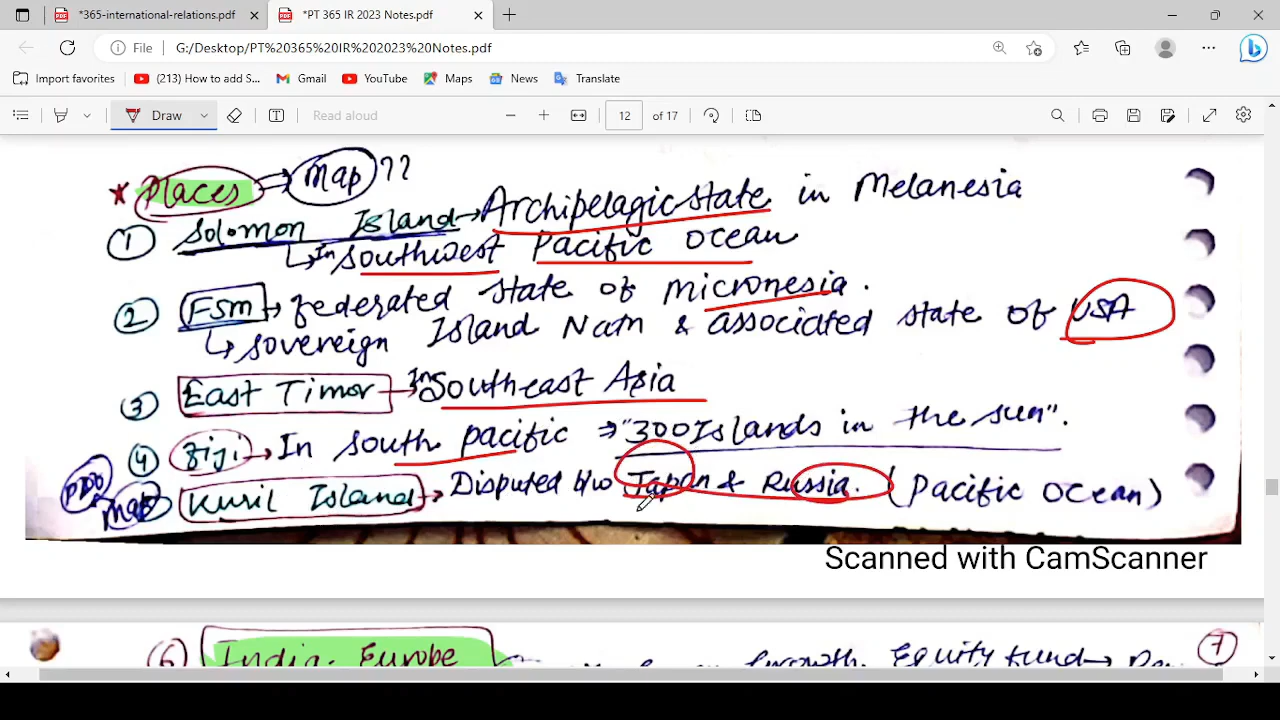 *365-international-relations.pdf
*PT 365 IR 2023 Notes.pdf
File G:/Desktop/PT%20365%20IR%202023%20Notes.pdf
Import favorites (213) How to add S... Gmail YouTube Maps News Translate
Draw Read aloud 12 of 17
* Places ⇒ Map ??
① Solomon Island → Archipelagic state in Melanesia
↳ In Southwest Pacific Ocean
② FSM → federated state of micronesia.
↳ sovereign Island Natn & associated state of USA
③ East Timor → In Southeast Asia
④ Fiji → In south pacific ⇒ "300 Islands in the sun".
Map Kuril Island → Disputed b/w Japan & Russia. (Pacific Ocean)
Scanned with CamScanner
⑥ India-Europe Growth Equity fund →
7